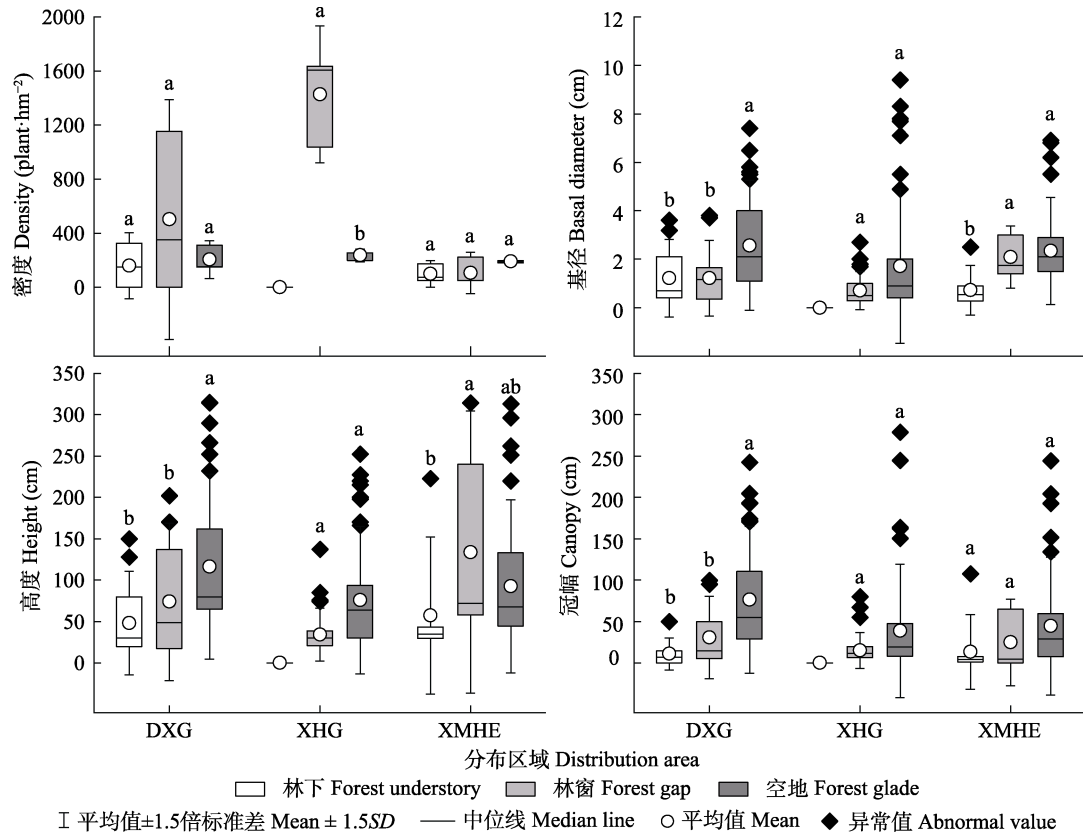 密度 Density (plant·hm⁻²)
2000
1600
1200
800
400
0
a
a
a
a
b
a
a
a
基径 Basal diameter (cm)
12
10
8
6
4
2
0
b
b
a
a
a
b
a
a
高度 Height (cm)
350
300
250
200
150
100
50
0
b
b
a
a
a
b
a
ab
DXG
XHG
XMHE
冠幅 Canopy (cm)
350
300
250
200
150
100
50
0
b
b
a
a
a
a
a
a
DXG
XHG
XMHE
分布区域 Distribution area
林下 Forest understory 林窗 Forest gap 空地 Forest glade
平均值±1.5倍标准差 Mean ± 1.5SD 中位线 Median line 平均值 Mean 异常值 Abnormal value